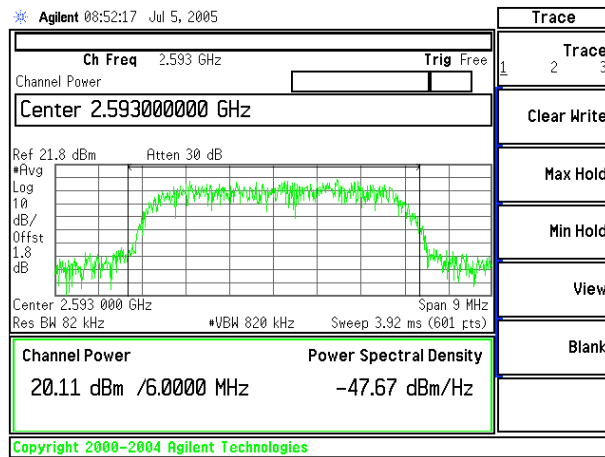 Agilent 08:52:17 Jul 5, 2005
Trace
Ch Freq 2.593 GHz Trig Free
Channel Power
Center 2.593000000 GHz
Trace
1 2 3
Clear Write
Max Hold
Min Hold
View
Blank
Ref 21.8 dBm Atten 30 dB
#Avg
Log
10
dB/
Offst
1.8
dB
Center 2.593 000 GHz Span 9 MHz
Res BW 82 kHz #VBW 820 kHz Sweep 3.92 ms (601 pts)
Channel Power Power Spectral Density
20.11 dBm /6.0000 MHz -47.67 dBm/Hz
Copyright 2000-2004 Agilent Technologies